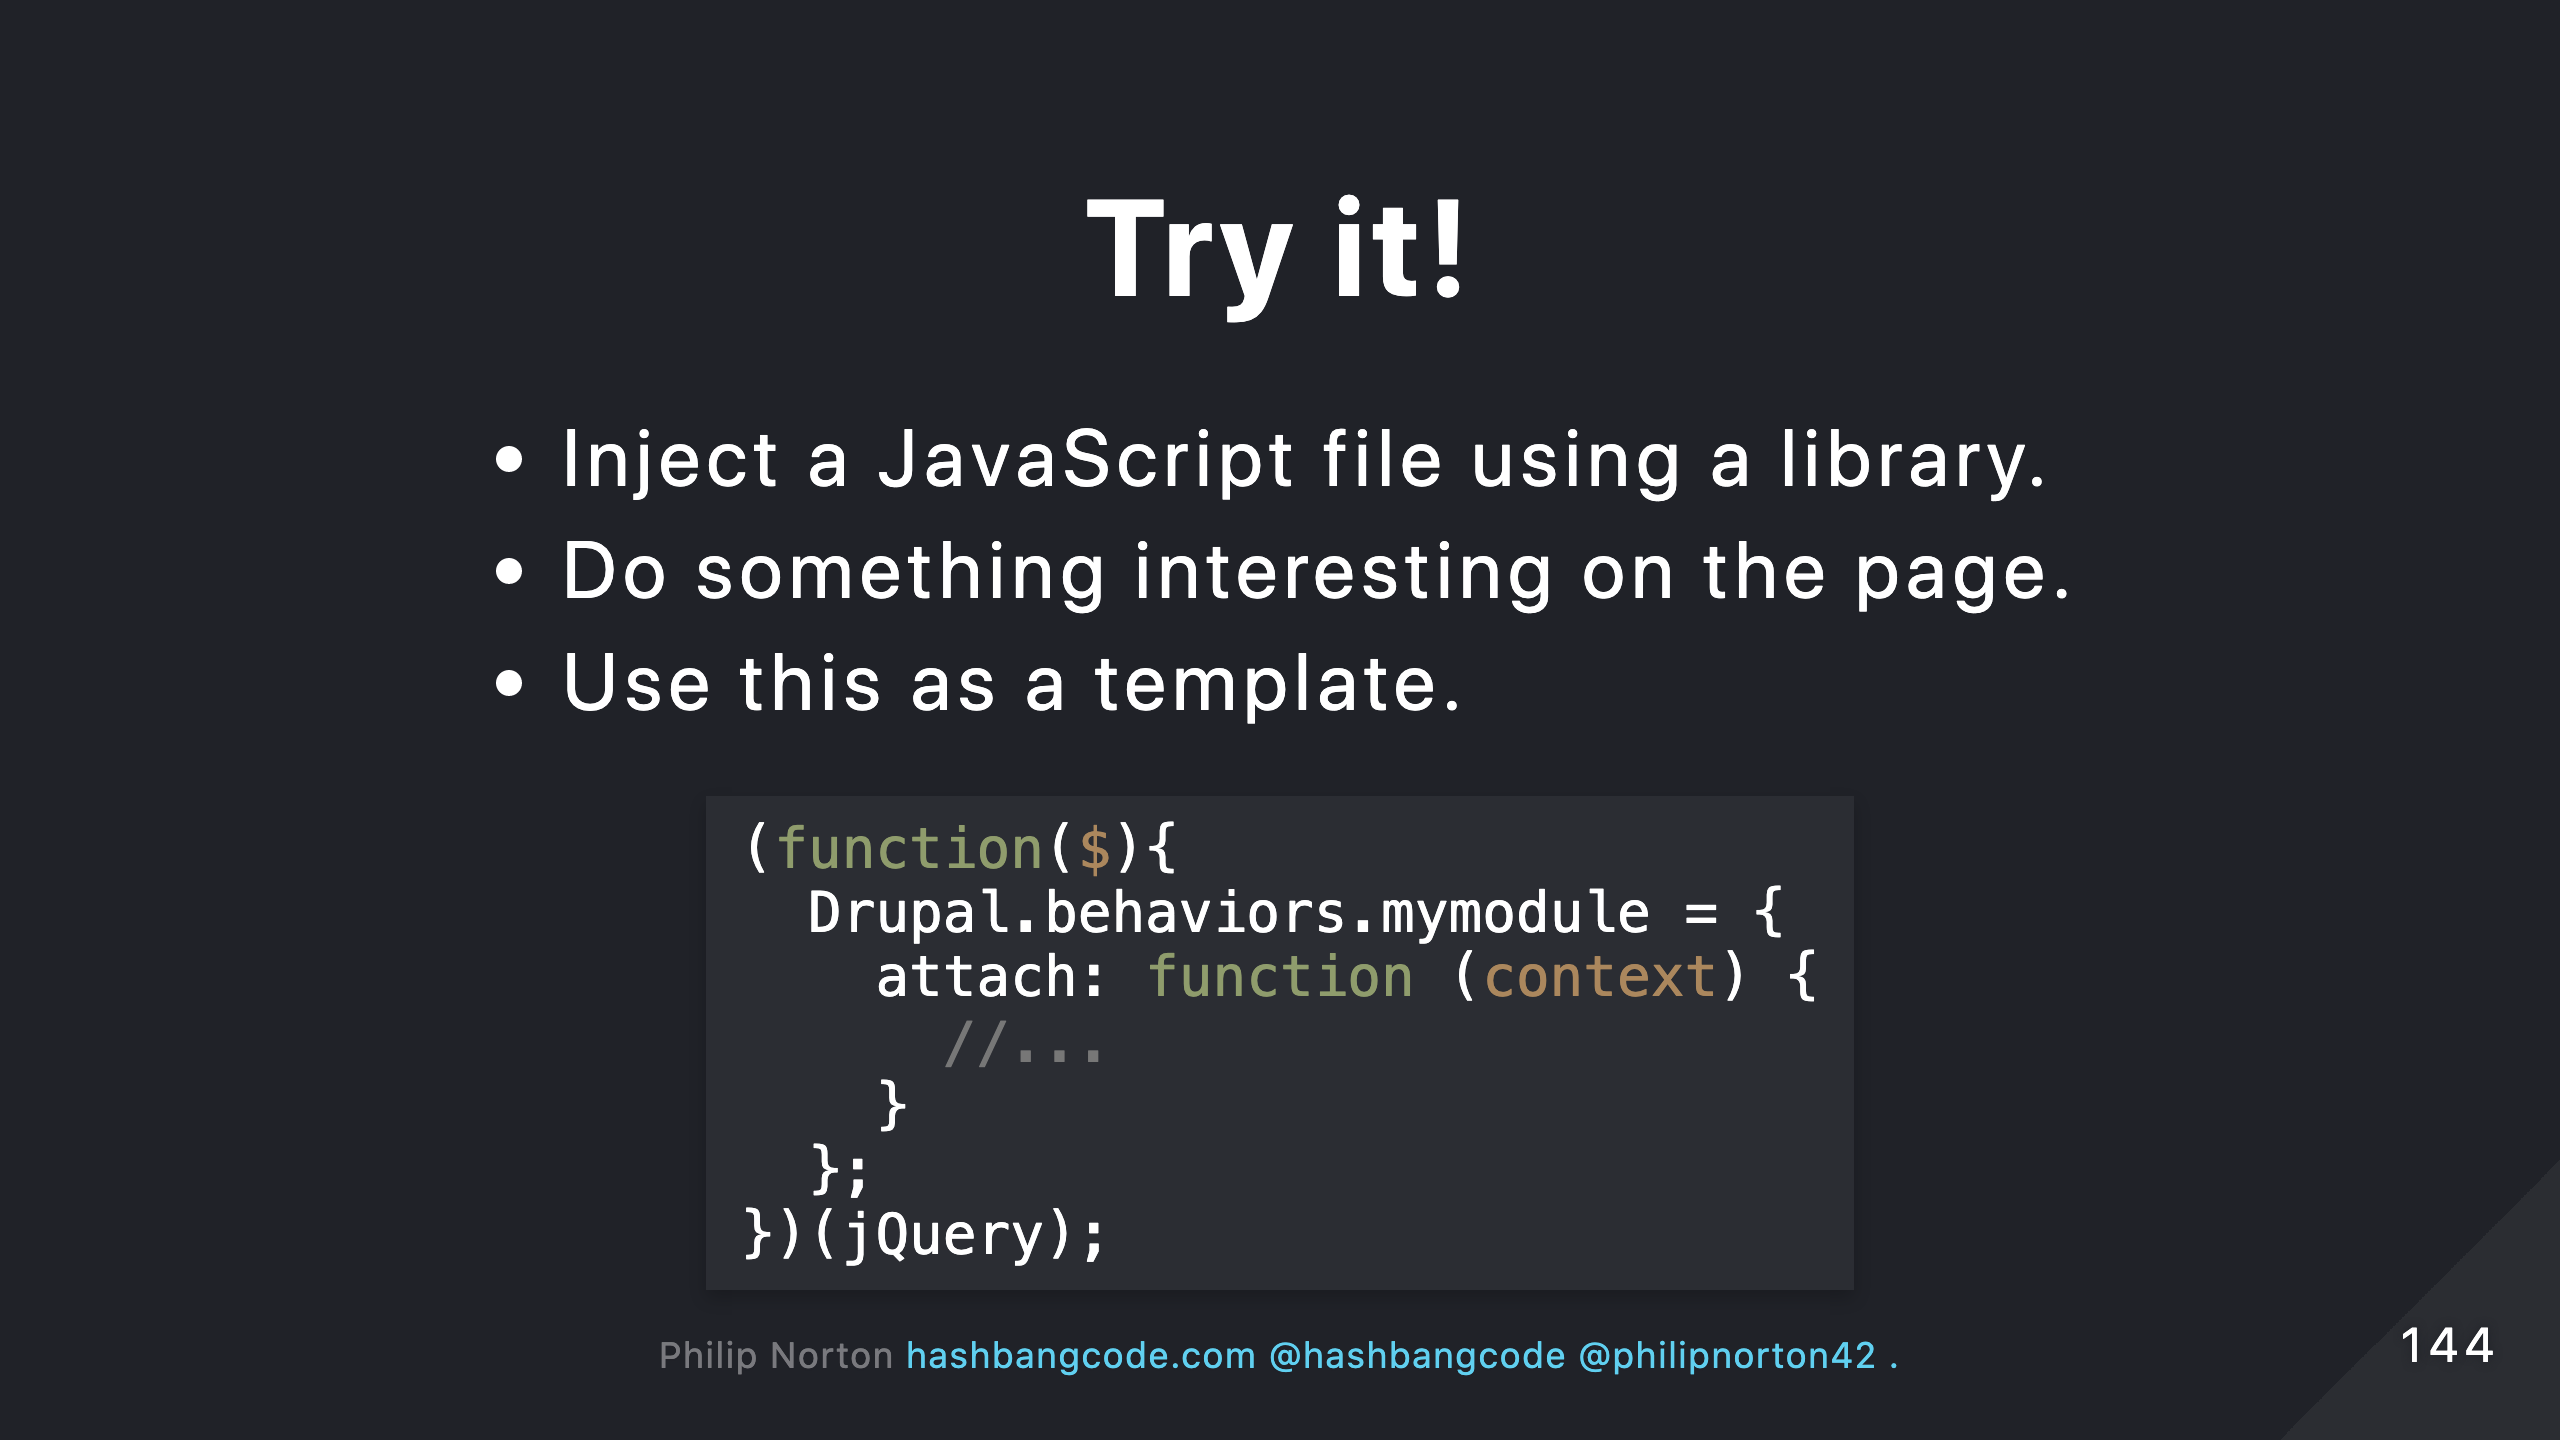 Try it!
• Inject a JavaScript file using a library.
• Do something interesting on the page.
• Use this as a template.
(function($){
  Drupal.behaviors.mymodule = {
    attach: function (context) {
      //...
    }
  };
})(jQuery);
Philip Norton hashbangcode.com @hashbangcode @philipnorton42 .
144